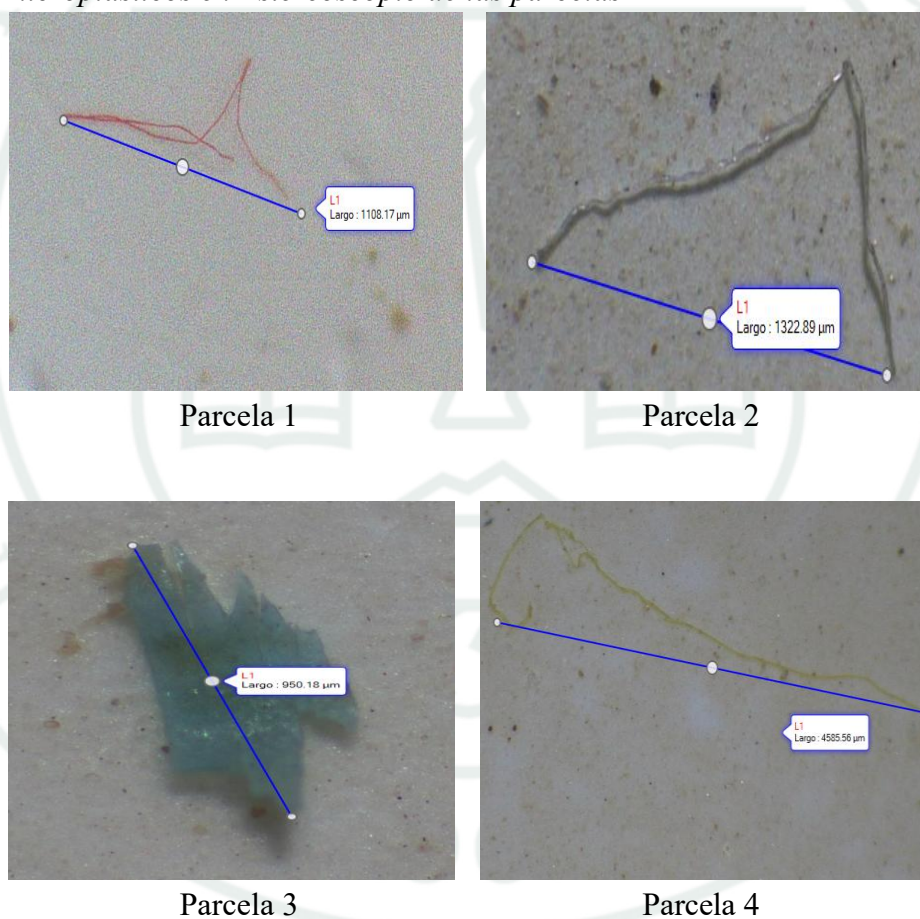 L1
Largo : 1108.17 µm
L1
Largo : 1322.89 µm
Parcela 1
Parcela 2
L1
Largo : 950.18 µm
L1
Largo : 4585.56 µm
Parcela 3
Parcela 4